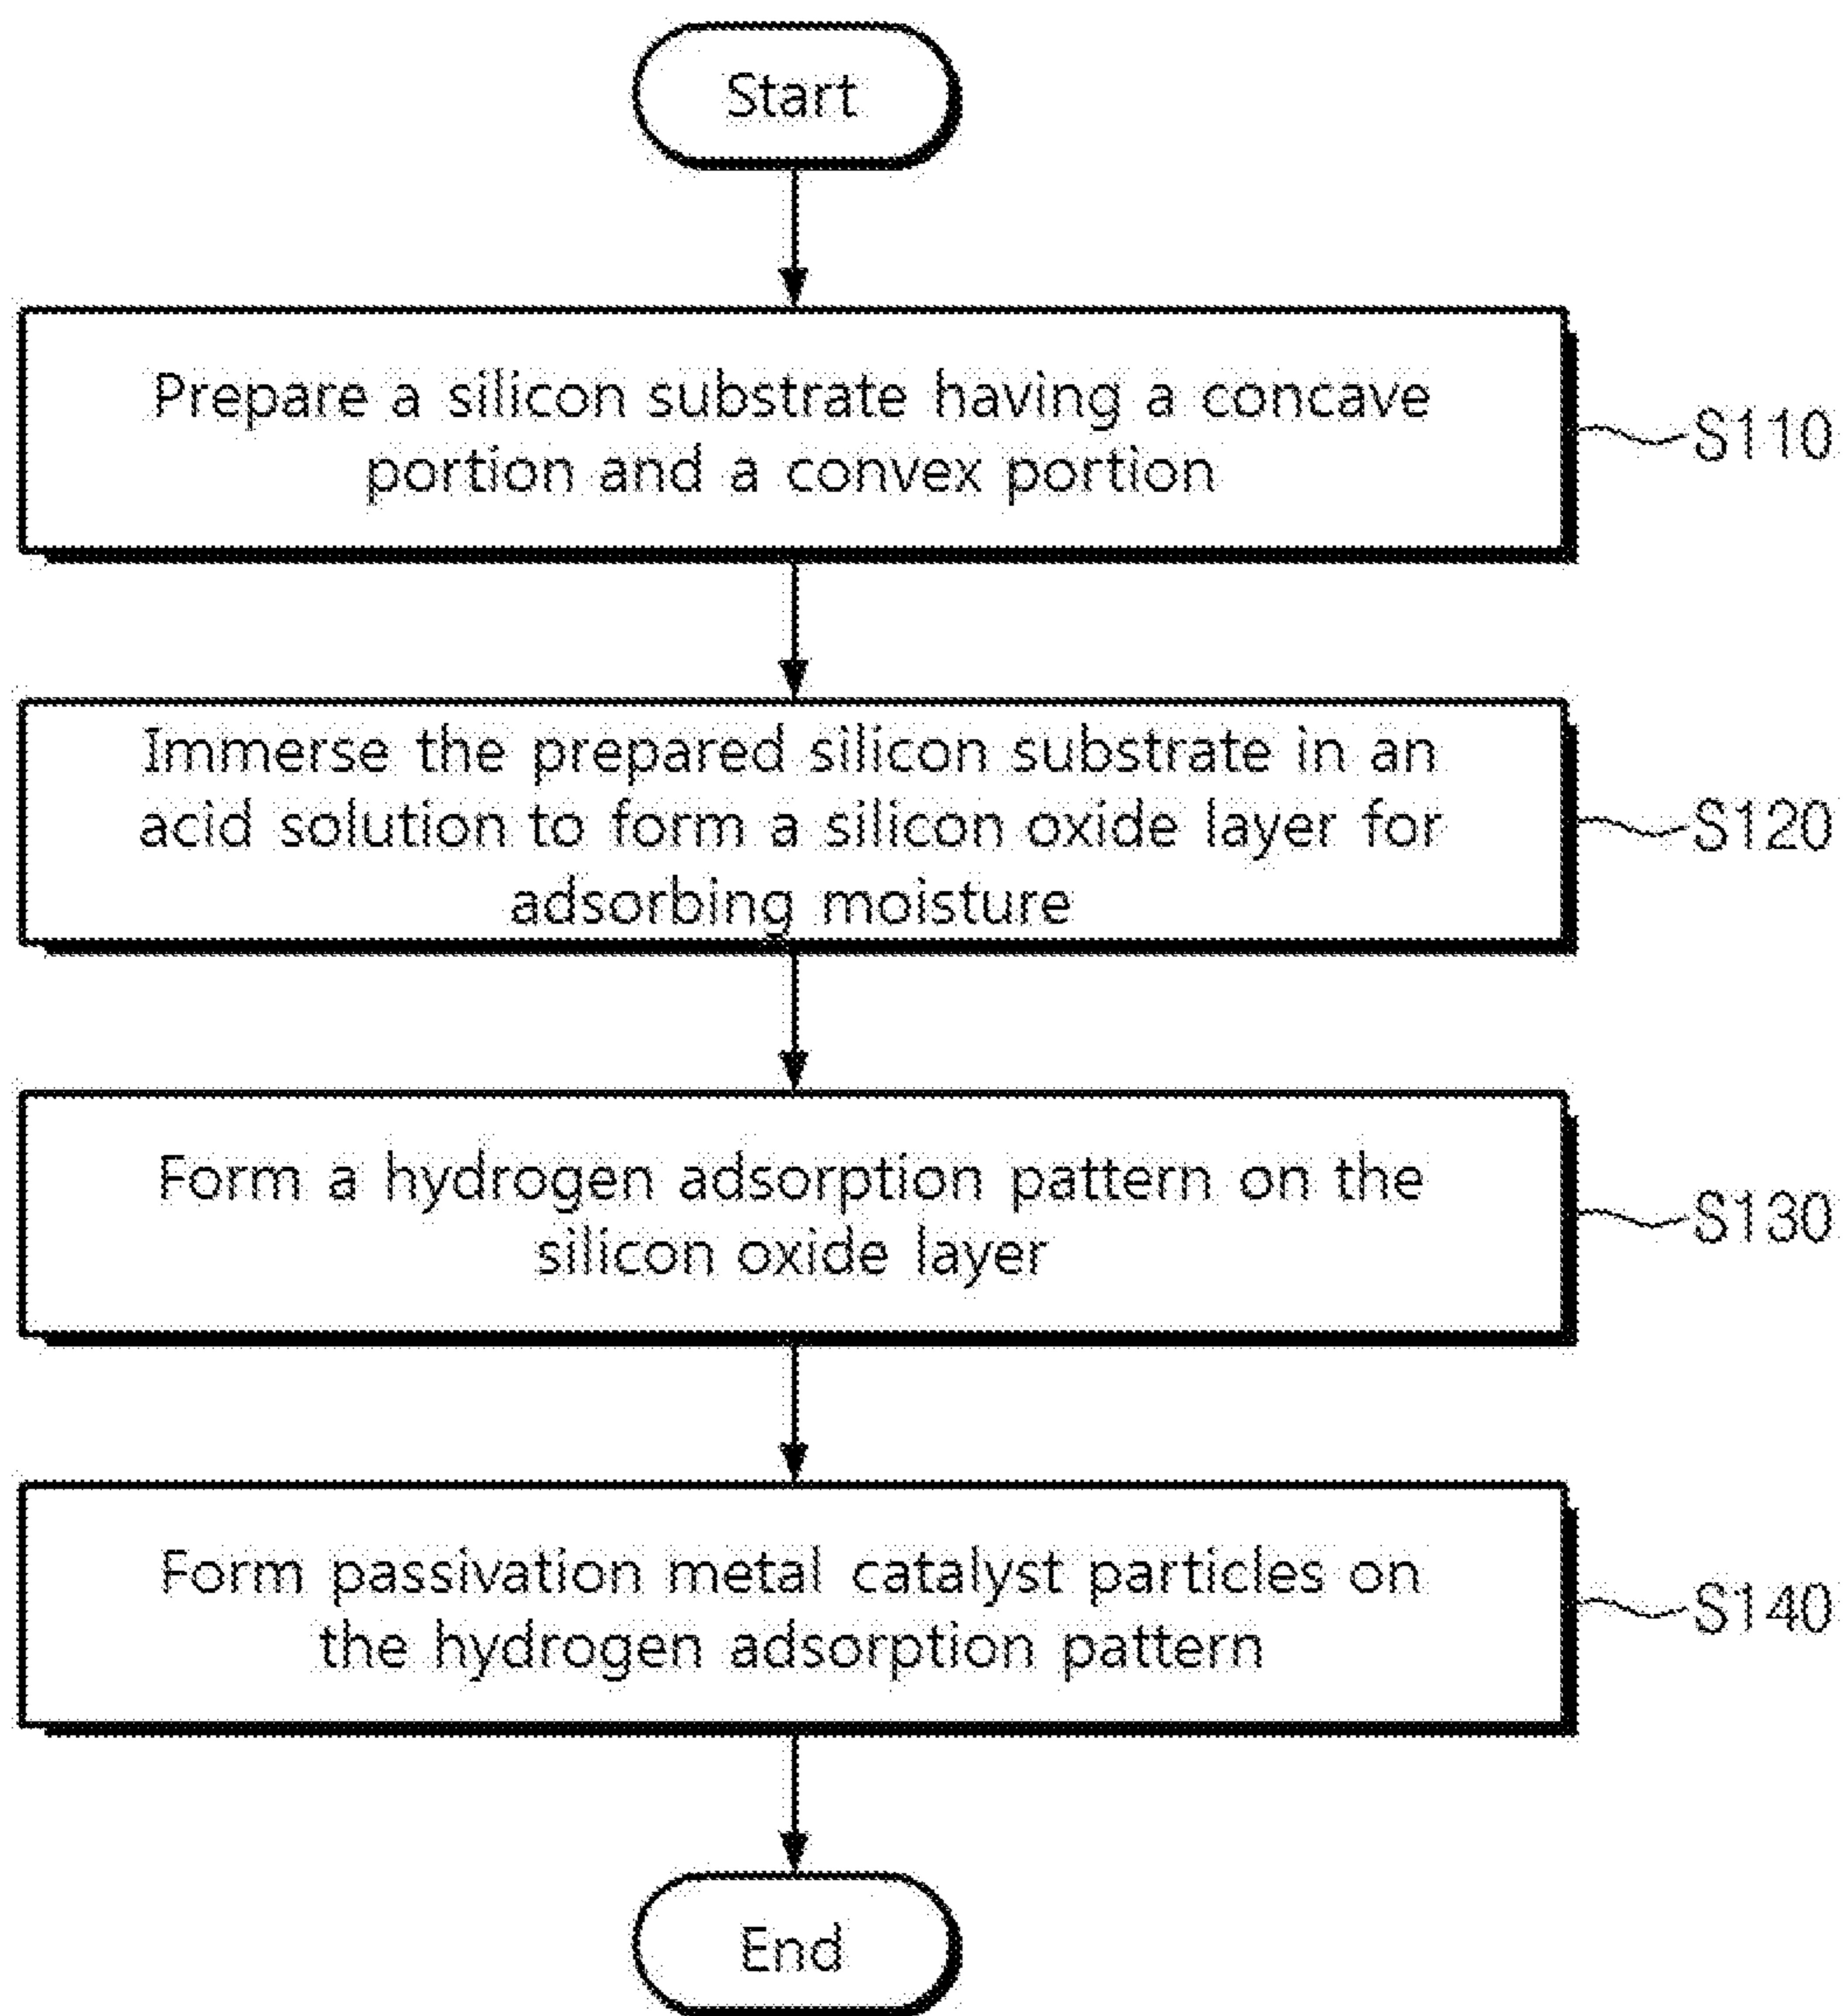 Start
Prepare a silicon substrate having a concave
portion and a convex portion
S110
Immerse the prepared silicon substrate in an
acid solution to form a silicon oxide layer for
adsorbing moisture
S120
Form a hydrogen adsorption pattern on the
silicon oxide layer
S130
Form passivation metal catalyst particles on
the hydrogen adsorption pattern
S140
End